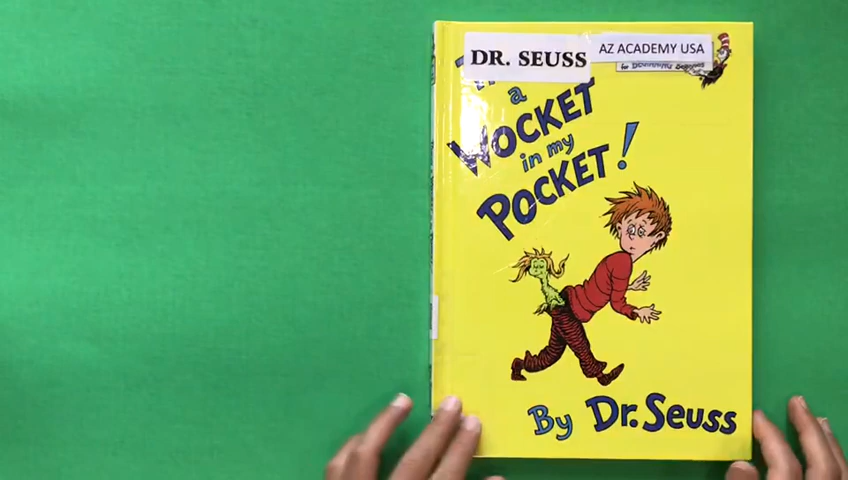 DR. SEUSS
AZ ACADEMY USA
a
WOCKET
in my
POCKET!
By Dr. Seuss